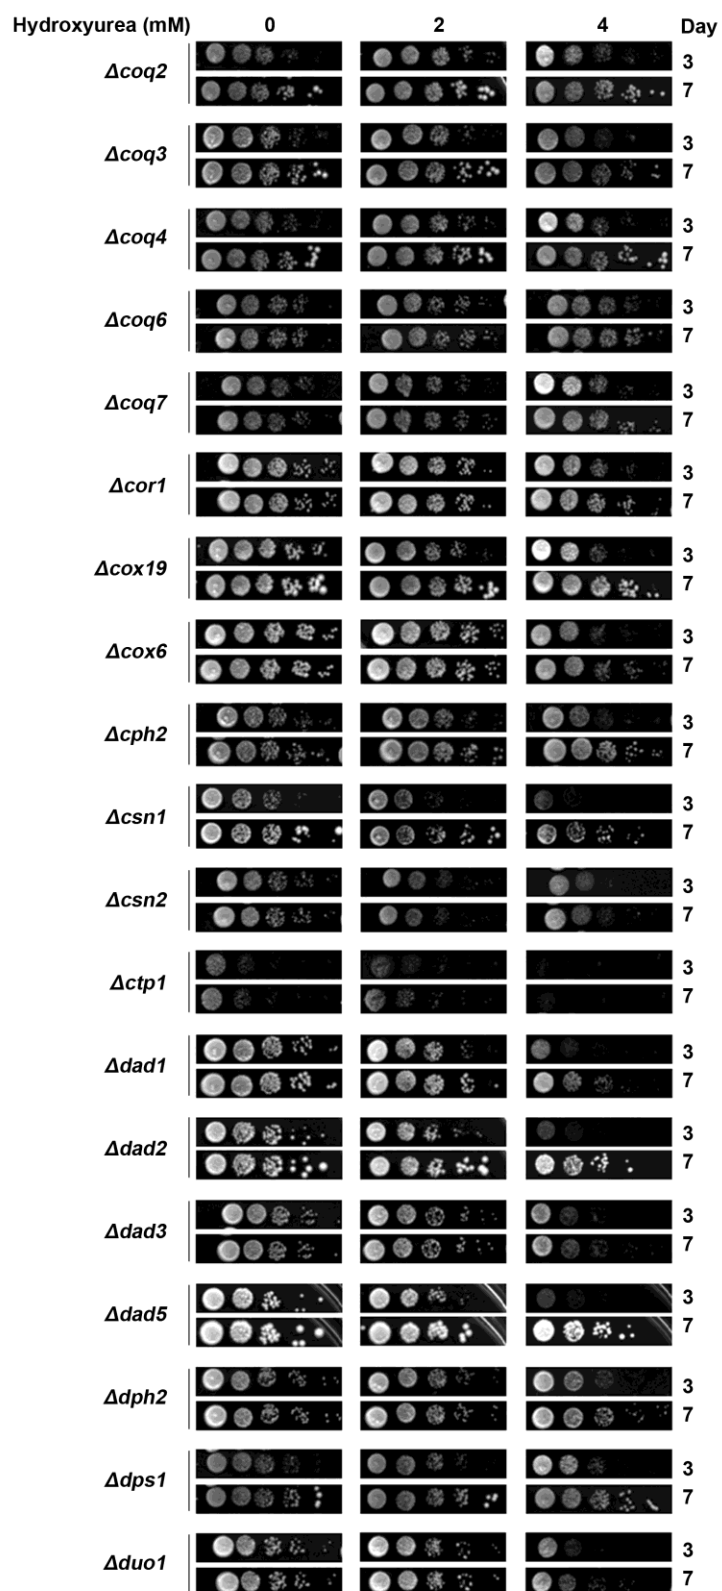 Hydroxyurea (mM) 0 2 4 Day
Δcoq2 3
7
Δcoq3 3
7
Δcoq4 3
7
Δcoq6 3
7
Δcoq7 3
7
Δcor1 3
7
Δcox19 3
7
Δcox6 3
7
Δcph2 3
7
Δcsn1 3
7
Δcsn2 3
7
Δctp1 3
7
Δdad1 3
7
Δdad2 3
7
Δdad3 3
7
Δdad5 3
7
Δdph2 3
7
Δdps1 3
7
Δduo1 3
7